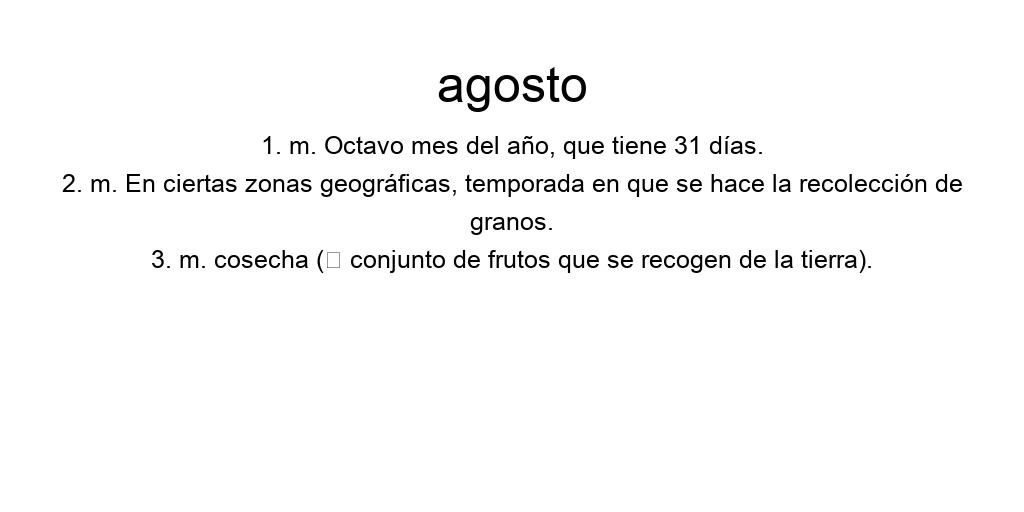 agosto
1. m. Octavo mes del año, que tiene 31 días.
2. m. En ciertas zonas geográficas, temporada en que se hace la recolección de
granos.
3. m. cosecha (□ conjunto de frutos que se recogen de la tierra).